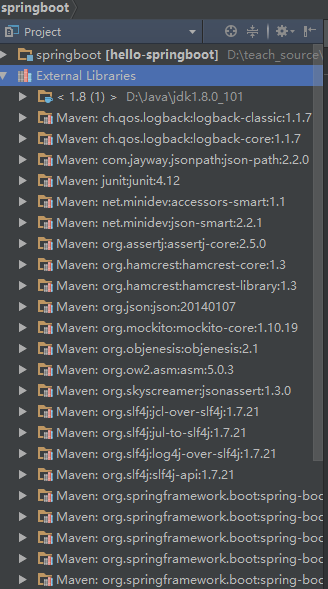 springboot
Project
springboot [hello-springboot] D:\teach_source\
External Libraries
< 1.8 (1) > D:\Java\jdk1.8.0_101
Maven: ch.qos.logback:logback-classic:1.1.7
Maven: ch.qos.logback:logback-core:1.1.7
Maven: com.jayway.jsonpath:json-path:2.2.0
Maven: junit:junit:4.12
Maven: net.minidev:accessors-smart:1.1
Maven: net.minidev:json-smart:2.2.1
Maven: org.assertj:assertj-core:2.5.0
Maven: org.hamcrest:hamcrest-core:1.3
Maven: org.hamcrest:hamcrest-library:1.3
Maven: org.json:json:20140107
Maven: org.mockito:mockito-core:1.10.19
Maven: org.objenesis:objenesis:2.1
Maven: org.ow2.asm:asm:5.0.3
Maven: org.skyscreamer:jsonassert:1.3.0
Maven: org.slf4j:jcl-over-slf4j:1.7.21
Maven: org.slf4j:jul-to-slf4j:1.7.21
Maven: org.slf4j:log4j-over-slf4j:1.7.21
Maven: org.slf4j:slf4j-api:1.7.21
Maven: org.springframework.boot:spring-boo
Maven: org.springframework.boot:spring-boo
Maven: org.springframework.boot:spring-boo
Maven: org.springframework.boot:spring-boo
Maven: org.springframework.boot:spring-boo